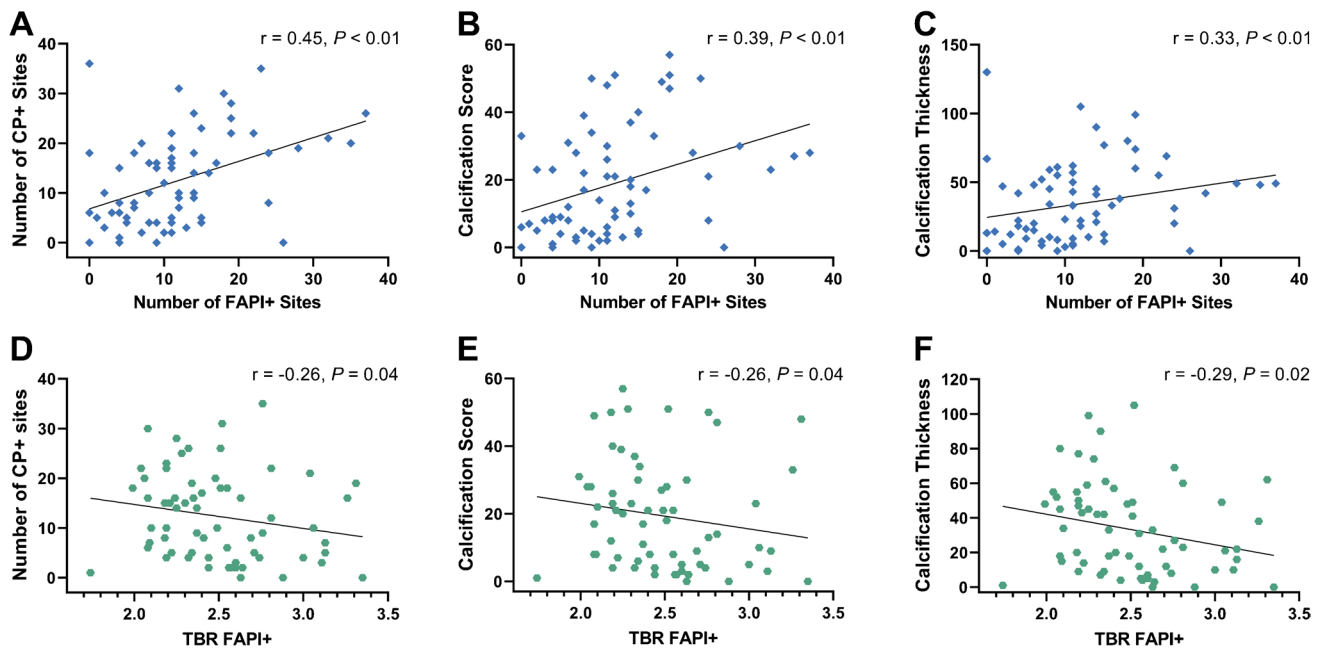 A
r = 0.45, P < 0.01
Number of CP+ Sites
40
30
20
10
0
0 10 20 30 40
Number of FAPI+ Sites
B
r = 0.39, P < 0.01
Calcification Score
60
40
20
0
0 10 20 30 40
Number of FAPI+ Sites
C
r = 0.33, P < 0.01
Calcification Thickness
150
100
50
0
0 10 20 30 40
Number of FAPI+ Sites
D
r = -0.26, P = 0.04
Number of CP+ sites
40
30
20
10
0
2.0 2.5 3.0 3.5
TBR FAPI+
E
r = -0.26, P = 0.04
Calcification Score
60
40
20
0
2.0 2.5 3.0 3.5
TBR FAPI+
F
r = -0.29, P = 0.02
Calcification Thickness
120
100
80
60
40
20
0
2.0 2.5 3.0 3.5
TBR FAPI+